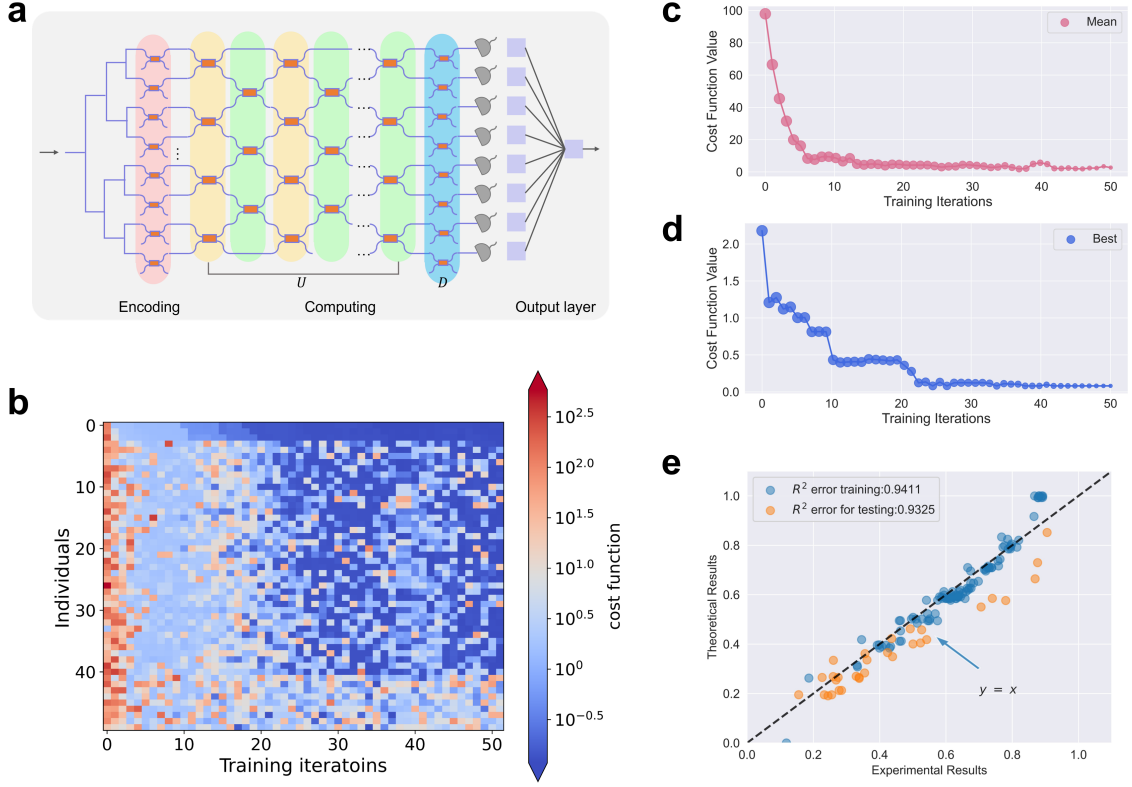 a
U
D
Encoding
Computing
Output layer
b
0
10
20
30
40
Individuals
0
10
20
30
40
50
Training iteratoins
10^2.5
10^2.0
10^1.5
10^1.0
10^0.5
10^0
10^−0.5
cost function
c
100
80
60
40
20
0
Cost Function Value
Mean
0
10
20
30
40
50
Training Iterations
d
2.0
1.5
1.0
0.5
0.0
Cost Function Value
Best
0
10
20
30
40
50
Training Iterations
e
1.0
0.8
0.6
0.4
0.2
0.0
Theoretical Results
R² error training:0.9411
R² error for testing:0.9325
y = x
0.0
0.2
0.4
0.6
0.8
1.0
Experimental Results